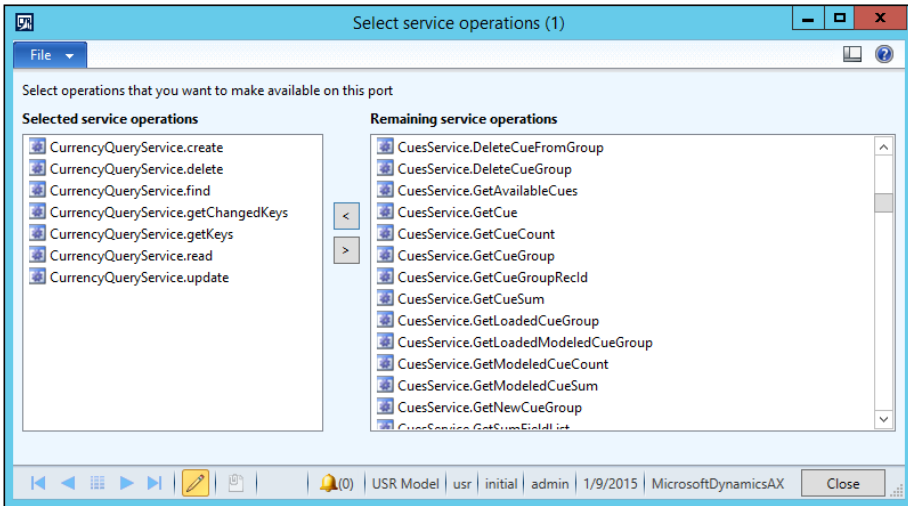 Select service operations (1)
File
Select operations that you want to make available on this port
Selected service operations
CurrencyQueryService.create
CurrencyQueryService.delete
CurrencyQueryService.find
CurrencyQueryService.getChangedKeys
CurrencyQueryService.getKeys
CurrencyQueryService.read
CurrencyQueryService.update
<
>
Remaining service operations
CuesService.DeleteCueFromGroup
CuesService.DeleteCueGroup
CuesService.GetAvailableCues
CuesService.GetCue
CuesService.GetCueCount
CuesService.GetCueGroup
CuesService.GetCueGroupRecId
CuesService.GetCueSum
CuesService.GetLoadedCueGroup
CuesService.GetLoadedModeledCueGroup
CuesService.GetModeledCueCount
CuesService.GetModeledCueSum
CuesService.GetNewCueGroup
CuesService.GetSumFieldList
(0) USR Model usr initial admin 1/9/2015 MicrosoftDynamicsAX Close